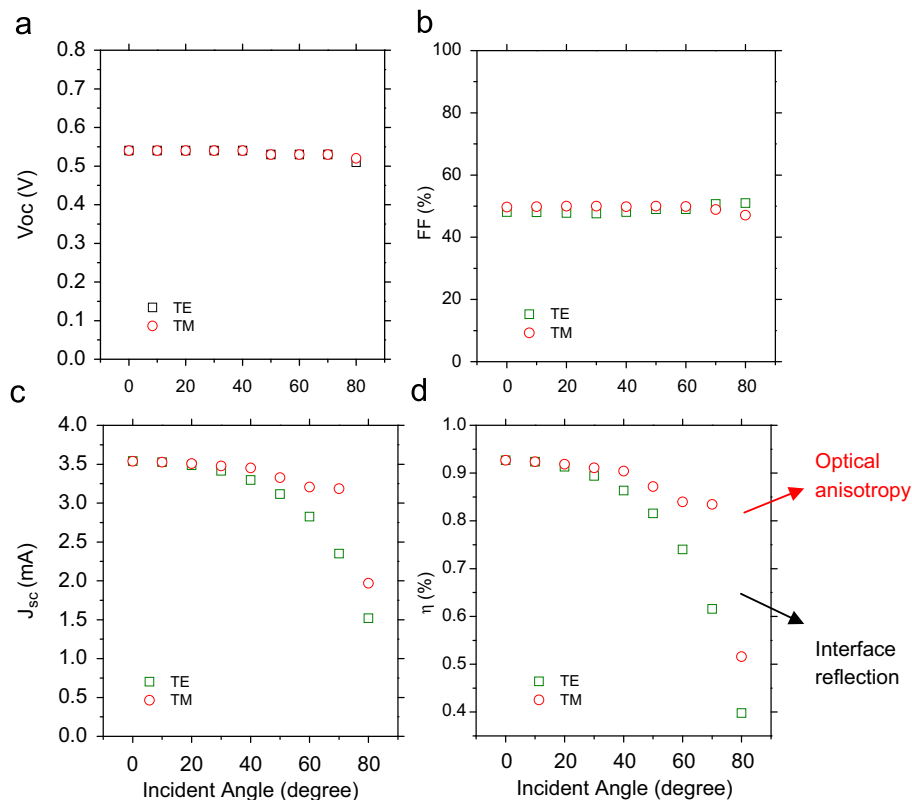 a
0.8
0.7
0.6
0.5
0.4
0.3
0.2
0.1
0.0
Voc (V)
TE
TM
0 20 40 60 80
b
100
80
60
40
20
0
FF (%)
TE
TM
0 20 40 60 80
c
4.0
3.5
3.0
2.5
2.0
1.5
1.0
0.5
0.0
Jsc (mA)
TE
TM
0 20 40 60 80
Incident Angle (degree)
d
1.0
0.9
0.8
0.7
0.6
0.5
0.4
η (%)
TE
TM
0 20 40 60 80
Incident Angle (degree)
Optical
anisotropy
Interface
reflection